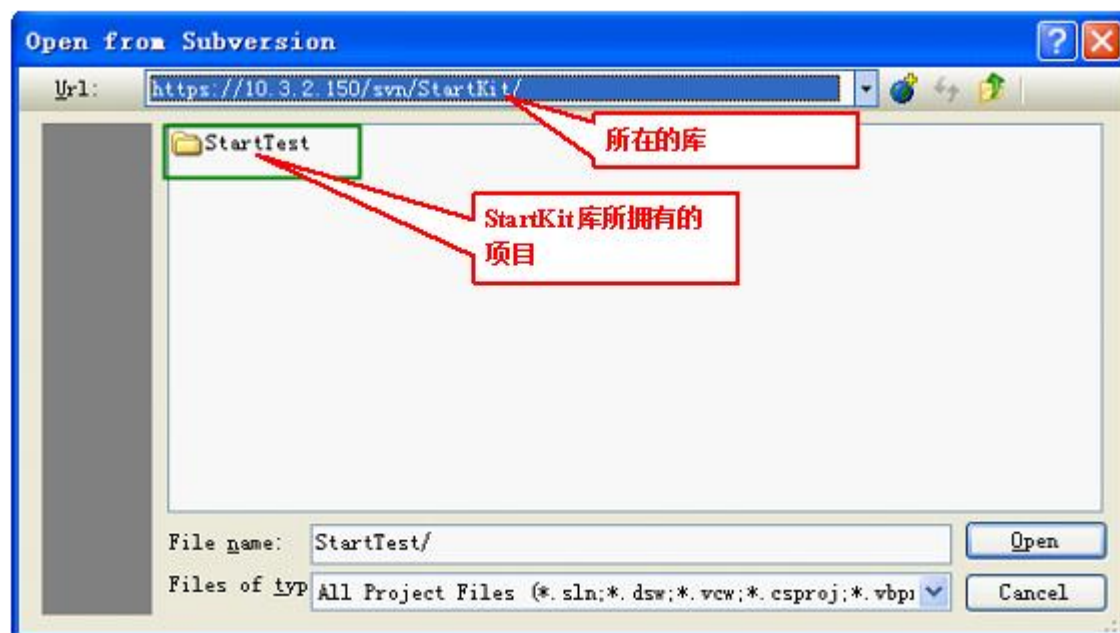 Open from Subversion
Url: https://10.3.2.150/svn/StartKit/
所在的库
StartTest
StartKit库所拥有的
项目
File name: StartTest/
Open
Files of typ All Project Files (*.sln;*.dsw;*.vcw;*.csproj;*.vbp
Cancel